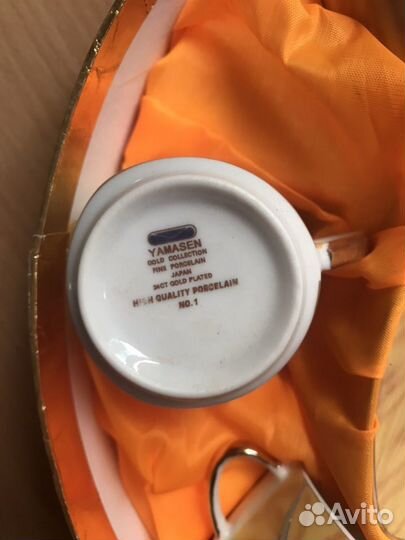 YAMASEN
GOLD COLLECTION
FINE PORCELAIN
JAPAN
24CT GOLD PLATED
HIGH QUALITY PORCELAIN
NO.1
Avito